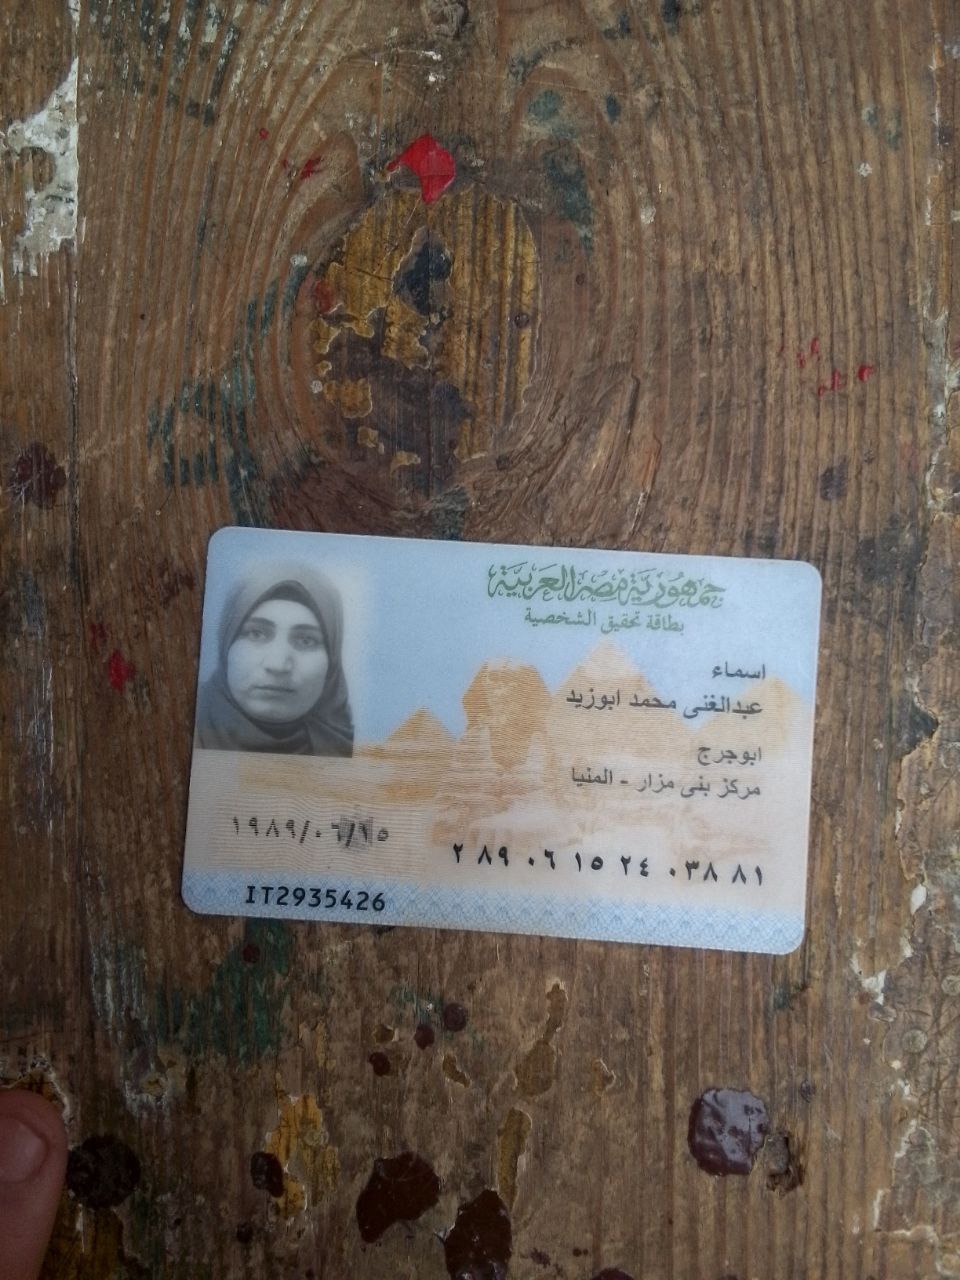 جمهورية مصر العربية
بطاقة تحقيق الشخصية
اسماء
عبدالغنى محمد ابوزيد
ابوجرج
مركز بنى مزار - المنيا
١٩٨٩/٠٦/١٥
٢ ٨٩ ٠٦ ١٥ ٢٤ ٠٣٨ ٨١
IT2935426